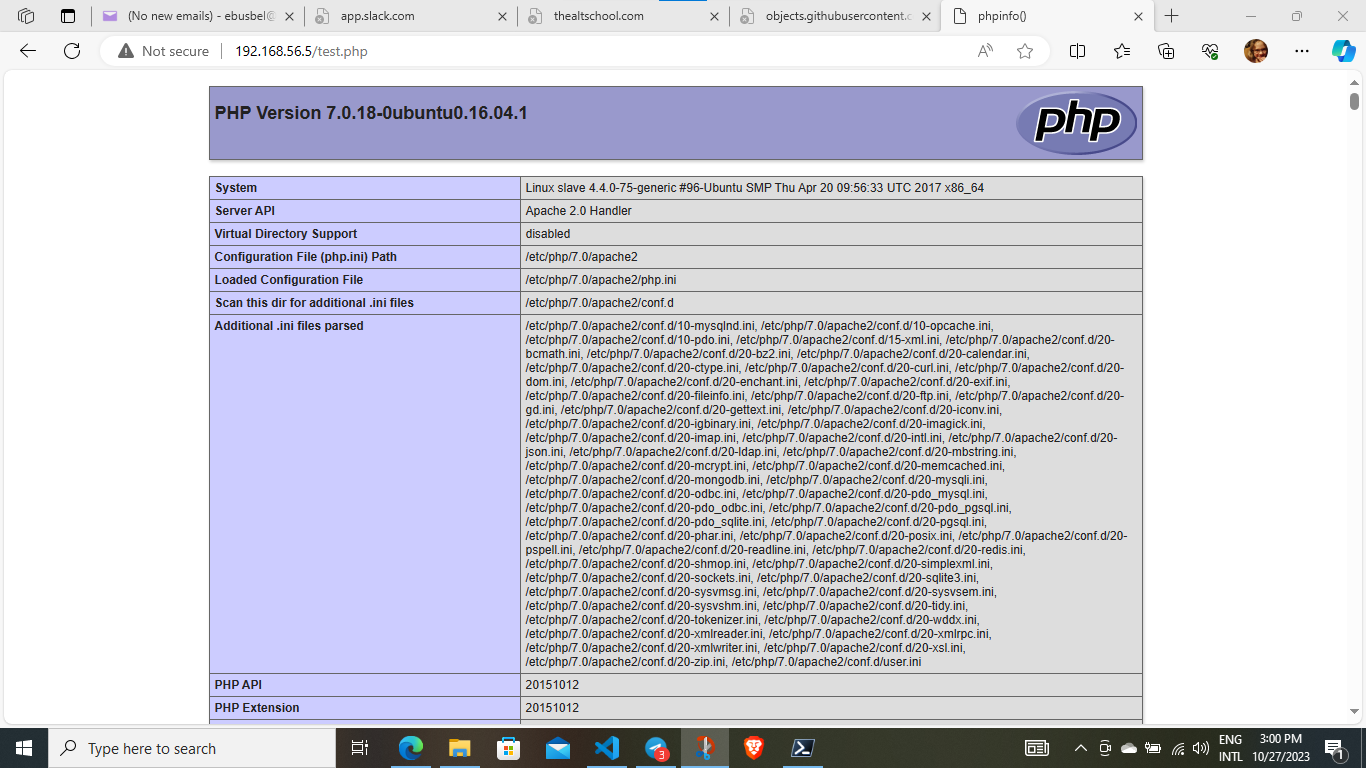 (No new emails) - ebusbel@
app.slack.com
thealtschool.com
objects.githubusercontent.c
phpinfo()
Not secure
192.168.56.5/test.php
PHP Version 7.0.18-0ubuntu0.16.04.1
php
System
Linux slave 4.4.0-75-generic #96-Ubuntu SMP Thu Apr 20 09:56:33 UTC 2017 x86_64
Server API
Apache 2.0 Handler
Virtual Directory Support
disabled
Configuration File (php.ini) Path
/etc/php/7.0/apache2
Loaded Configuration File
/etc/php/7.0/apache2/php.ini
Scan this dir for additional .ini files
/etc/php/7.0/apache2/conf.d
Additional .ini files parsed
/etc/php/7.0/apache2/conf.d/10-mysqlnd.ini, /etc/php/7.0/apache2/conf.d/10-opcache.ini,
/etc/php/7.0/apache2/conf.d/10-pdo.ini, /etc/php/7.0/apache2/conf.d/15-xml.ini, /etc/php/7.0/apache2/conf.d/20-
bcmath.ini, /etc/php/7.0/apache2/conf.d/20-bz2.ini, /etc/php/7.0/apache2/conf.d/20-calendar.ini,
/etc/php/7.0/apache2/conf.d/20-ctype.ini, /etc/php/7.0/apache2/conf.d/20-curl.ini, /etc/php/7.0/apache2/conf.d/20-
dom.ini, /etc/php/7.0/apache2/conf.d/20-enchant.ini, /etc/php/7.0/apache2/conf.d/20-exif.ini,
/etc/php/7.0/apache2/conf.d/20-fileinfo.ini, /etc/php/7.0/apache2/conf.d/20-ftp.ini, /etc/php/7.0/apache2/conf.d/20-
gd.ini, /etc/php/7.0/apache2/conf.d/20-gettext.ini, /etc/php/7.0/apache2/conf.d/20-iconv.ini,
/etc/php/7.0/apache2/conf.d/20-igbinary.ini, /etc/php/7.0/apache2/conf.d/20-imagick.ini,
/etc/php/7.0/apache2/conf.d/20-imap.ini, /etc/php/7.0/apache2/conf.d/20-intl.ini, /etc/php/7.0/apache2/conf.d/20-
json.ini, /etc/php/7.0/apache2/conf.d/20-ldap.ini, /etc/php/7.0/apache2/conf.d/20-mbstring.ini,
/etc/php/7.0/apache2/conf.d/20-mcrypt.ini, /etc/php/7.0/apache2/conf.d/20-memcached.ini,
/etc/php/7.0/apache2/conf.d/20-mongodb.ini, /etc/php/7.0/apache2/conf.d/20-mysqli.ini,
/etc/php/7.0/apache2/conf.d/20-odbc.ini, /etc/php/7.0/apache2/conf.d/20-pdo_mysql.ini,
/etc/php/7.0/apache2/conf.d/20-pdo_odbc.ini, /etc/php/7.0/apache2/conf.d/20-pdo_pgsql.ini,
/etc/php/7.0/apache2/conf.d/20-pdo_sqlite.ini, /etc/php/7.0/apache2/conf.d/20-pgsql.ini,
/etc/php/7.0/apache2/conf.d/20-phar.ini, /etc/php/7.0/apache2/conf.d/20-posix.ini, /etc/php/7.0/apache2/conf.d/20-
pspell.ini, /etc/php/7.0/apache2/conf.d/20-readline.ini, /etc/php/7.0/apache2/conf.d/20-redis.ini,
/etc/php/7.0/apache2/conf.d/20-shmop.ini, /etc/php/7.0/apache2/conf.d/20-simplexml.ini,
/etc/php/7.0/apache2/conf.d/20-sockets.ini, /etc/php/7.0/apache2/conf.d/20-sqlite3.ini,
/etc/php/7.0/apache2/conf.d/20-sysvmsg.ini, /etc/php/7.0/apache2/conf.d/20-sysvsem.ini,
/etc/php/7.0/apache2/conf.d/20-sysvshm.ini, /etc/php/7.0/apache2/conf.d/20-tidy.ini,
/etc/php/7.0/apache2/conf.d/20-tokenizer.ini, /etc/php/7.0/apache2/conf.d/20-wddx.ini,
/etc/php/7.0/apache2/conf.d/20-xmlreader.ini, /etc/php/7.0/apache2/conf.d/20-xmlrpc.ini,
/etc/php/7.0/apache2/conf.d/20-xmlwriter.ini, /etc/php/7.0/apache2/conf.d/20-xsl.ini,
/etc/php/7.0/apache2/conf.d/20-zip.ini, /etc/php/7.0/apache2/conf.d/user.ini
PHP API
20151012
PHP Extension
20151012
Type here to search
3
ENG
INTL
3:00 PM
10/27/2023
1